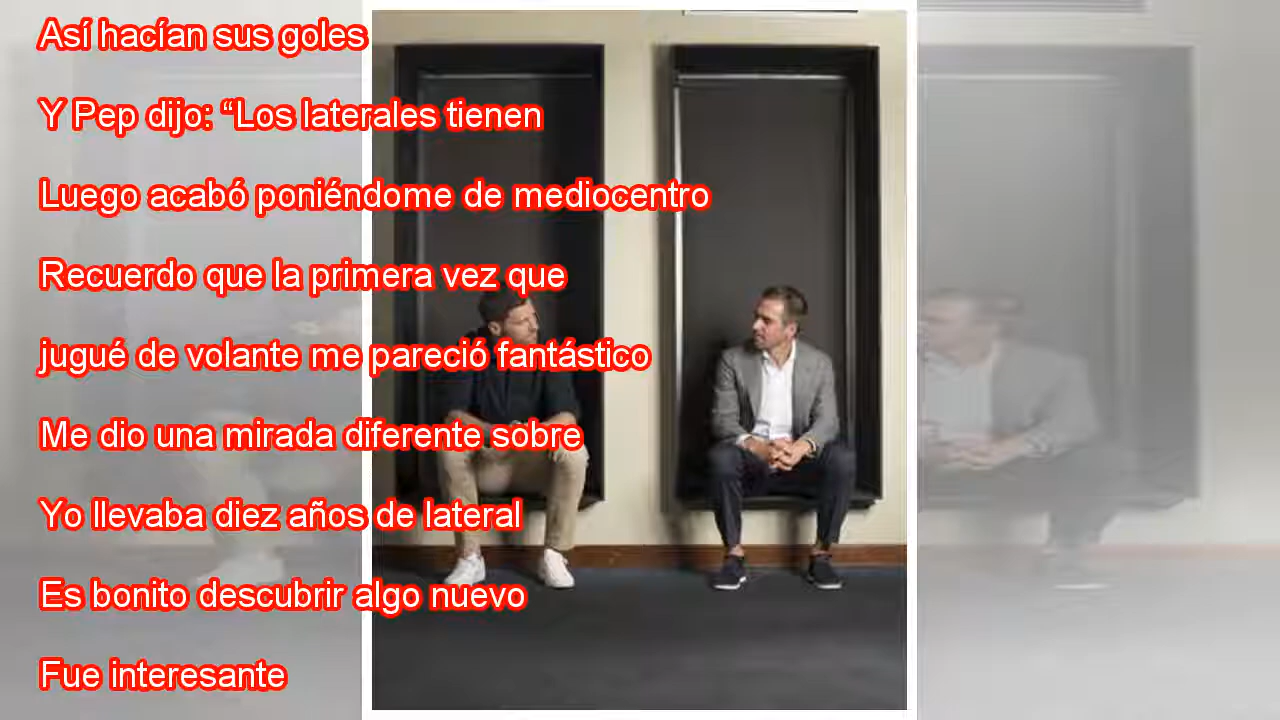 Así hacían sus goles
Y Pep dijo: “Los laterales tienen
Luego acabó poniéndome de mediocentro
Recuerdo que la primera vez que
jugué de volante me pareció fantástico
Me dio una mirada diferente sobre
Yo llevaba diez años de lateral
Es bonito descubrir algo nuevo
Fue interesante